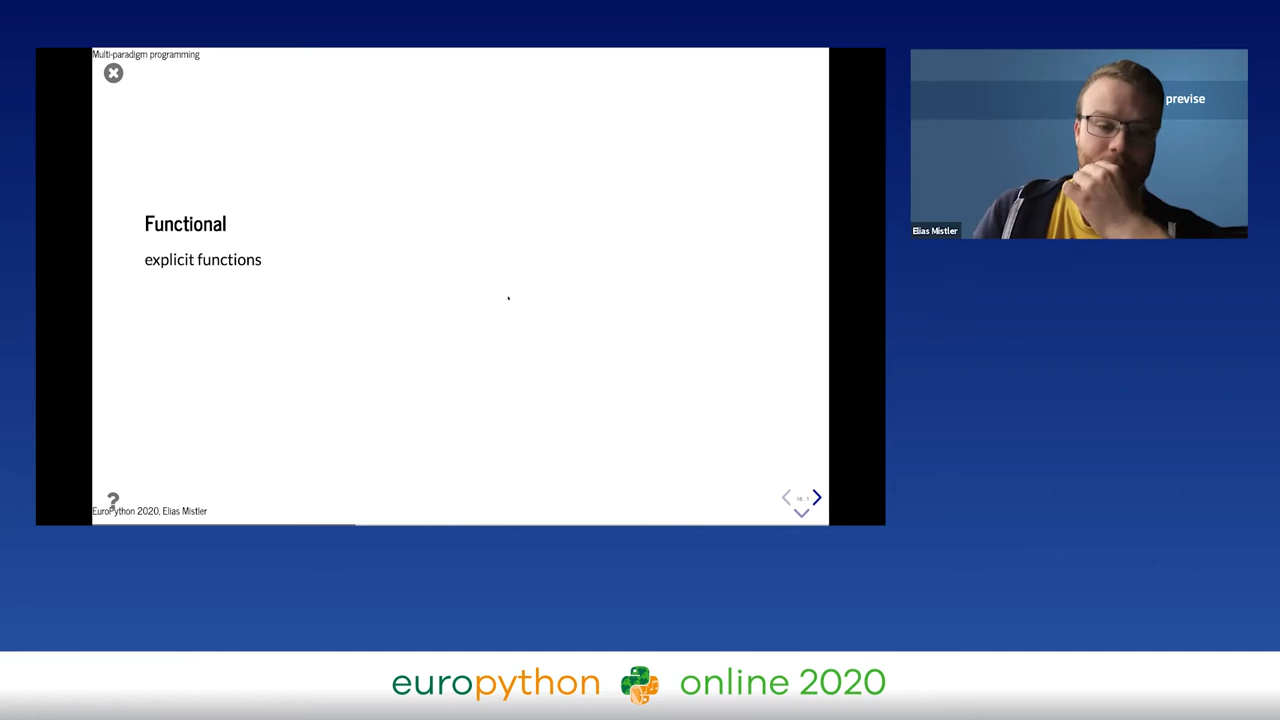 Multi-paradigm programming
Functional
explicit functions
?
EuroPython 2020, Elias Mistler
previse
Elias Mistler
europython online 2020